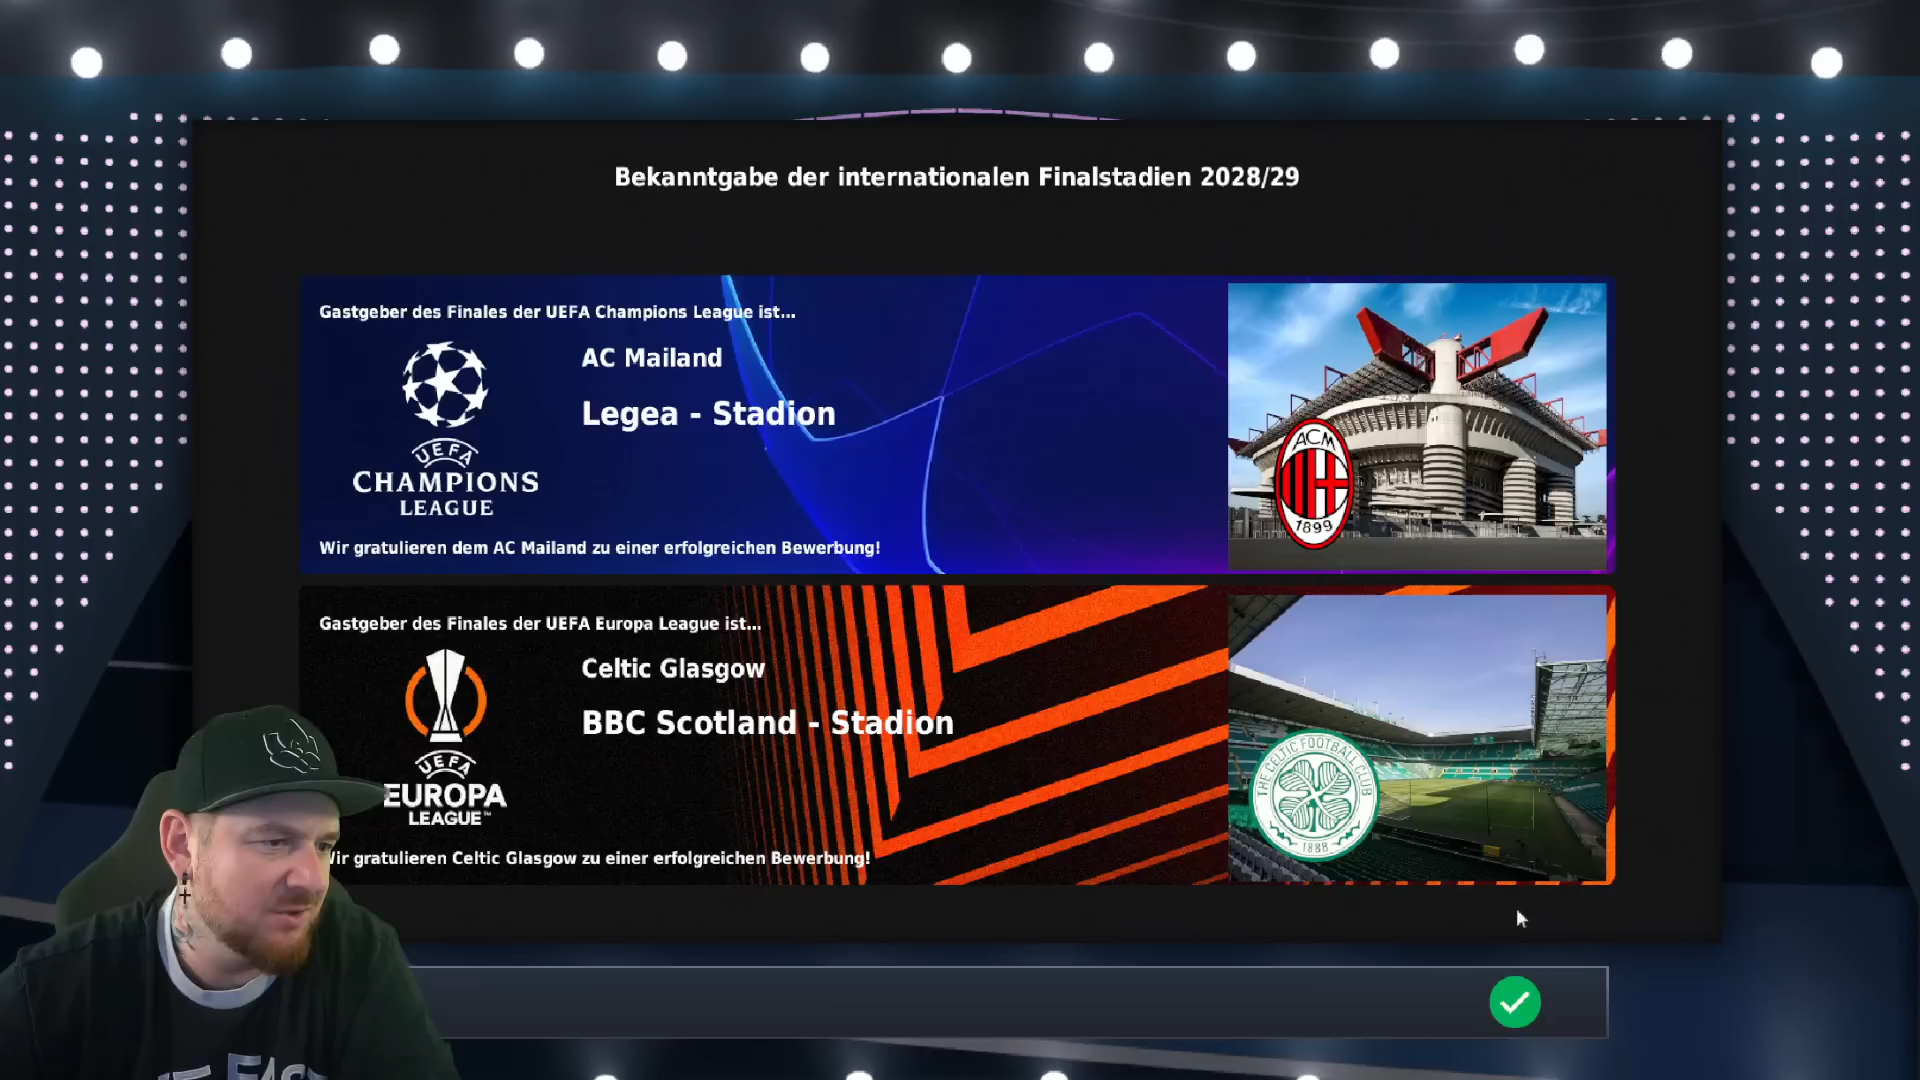 Bekanntgabe der internationalen Finalstadien 2028/29
Gastgeber des Finales der UEFA Champions League ist...
AC Mailand
Legea - Stadion
UEFA
CHAMPIONS
LEAGUE
Wir gratulieren dem AC Mailand zu einer erfolgreichen Bewerbung!
ACM
1899
Gastgeber des Finales der UEFA Europa League ist...
Celtic Glasgow
BBC Scotland - Stadion
UEFA
EUROPA
LEAGUE™
Wir gratulieren Celtic Glasgow zu einer erfolgreichen Bewerbung!
THE CELTIC FOOTBALL CLUB
1888